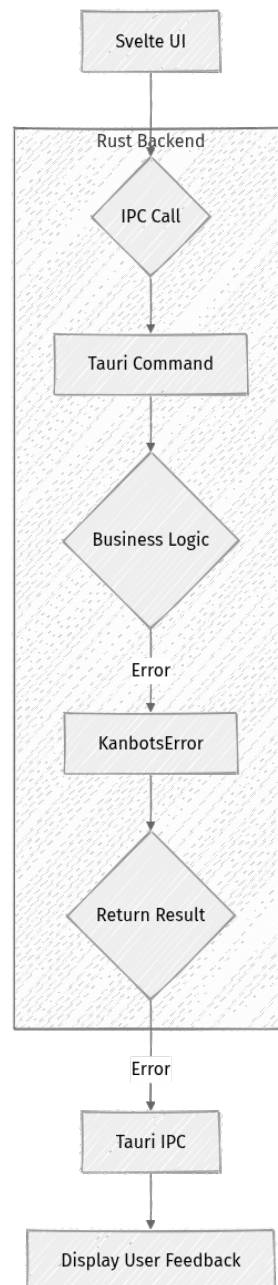 Svelte UI
Rust Backend
IPC Call
Tauri Command
Business Logic
Error
KanbotsError
Return Result
Error
Tauri IPC
Display User Feedback